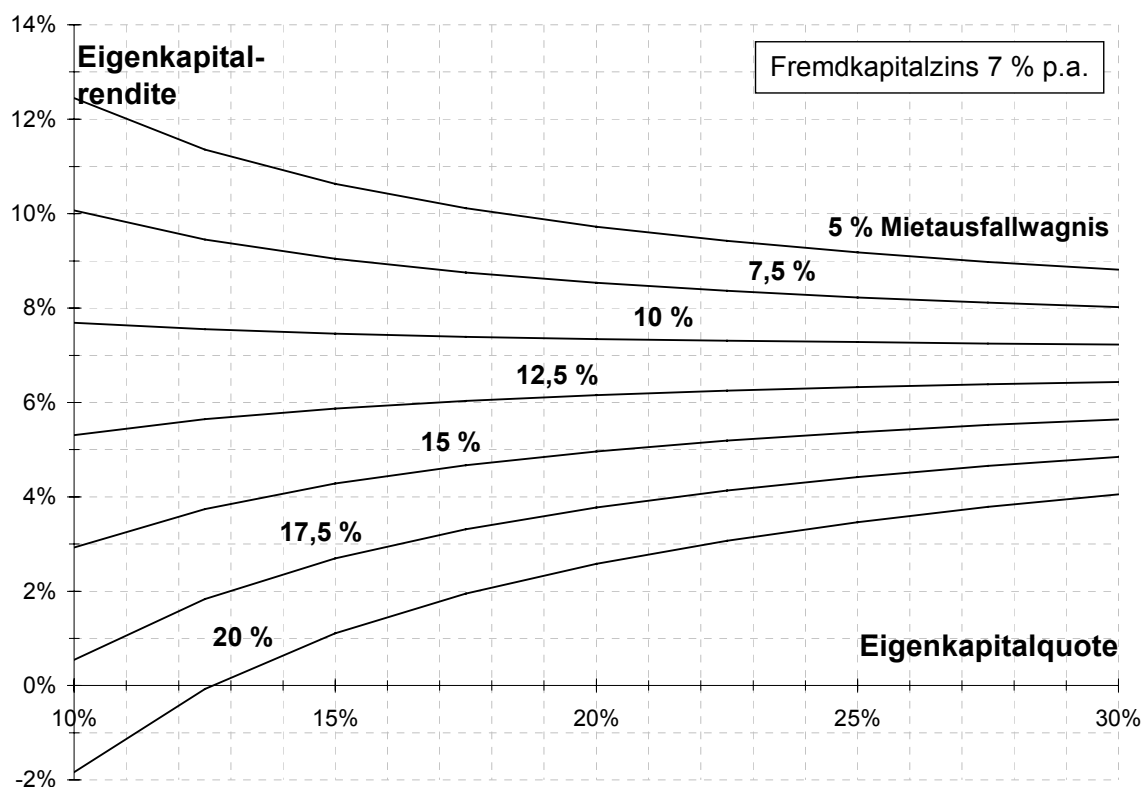 14%
Eigenkapital-
rendite
Fremdkapitalzins 7 % p.a.
12%
10%
5 % Mietausfallwagnis
7,5 %
8%
10 %
12,5 %
6%
15 %
4%
17,5 %
2%
20 %
Eigenkapitalquote
0%
10% 15% 20% 25% 30%
-2%